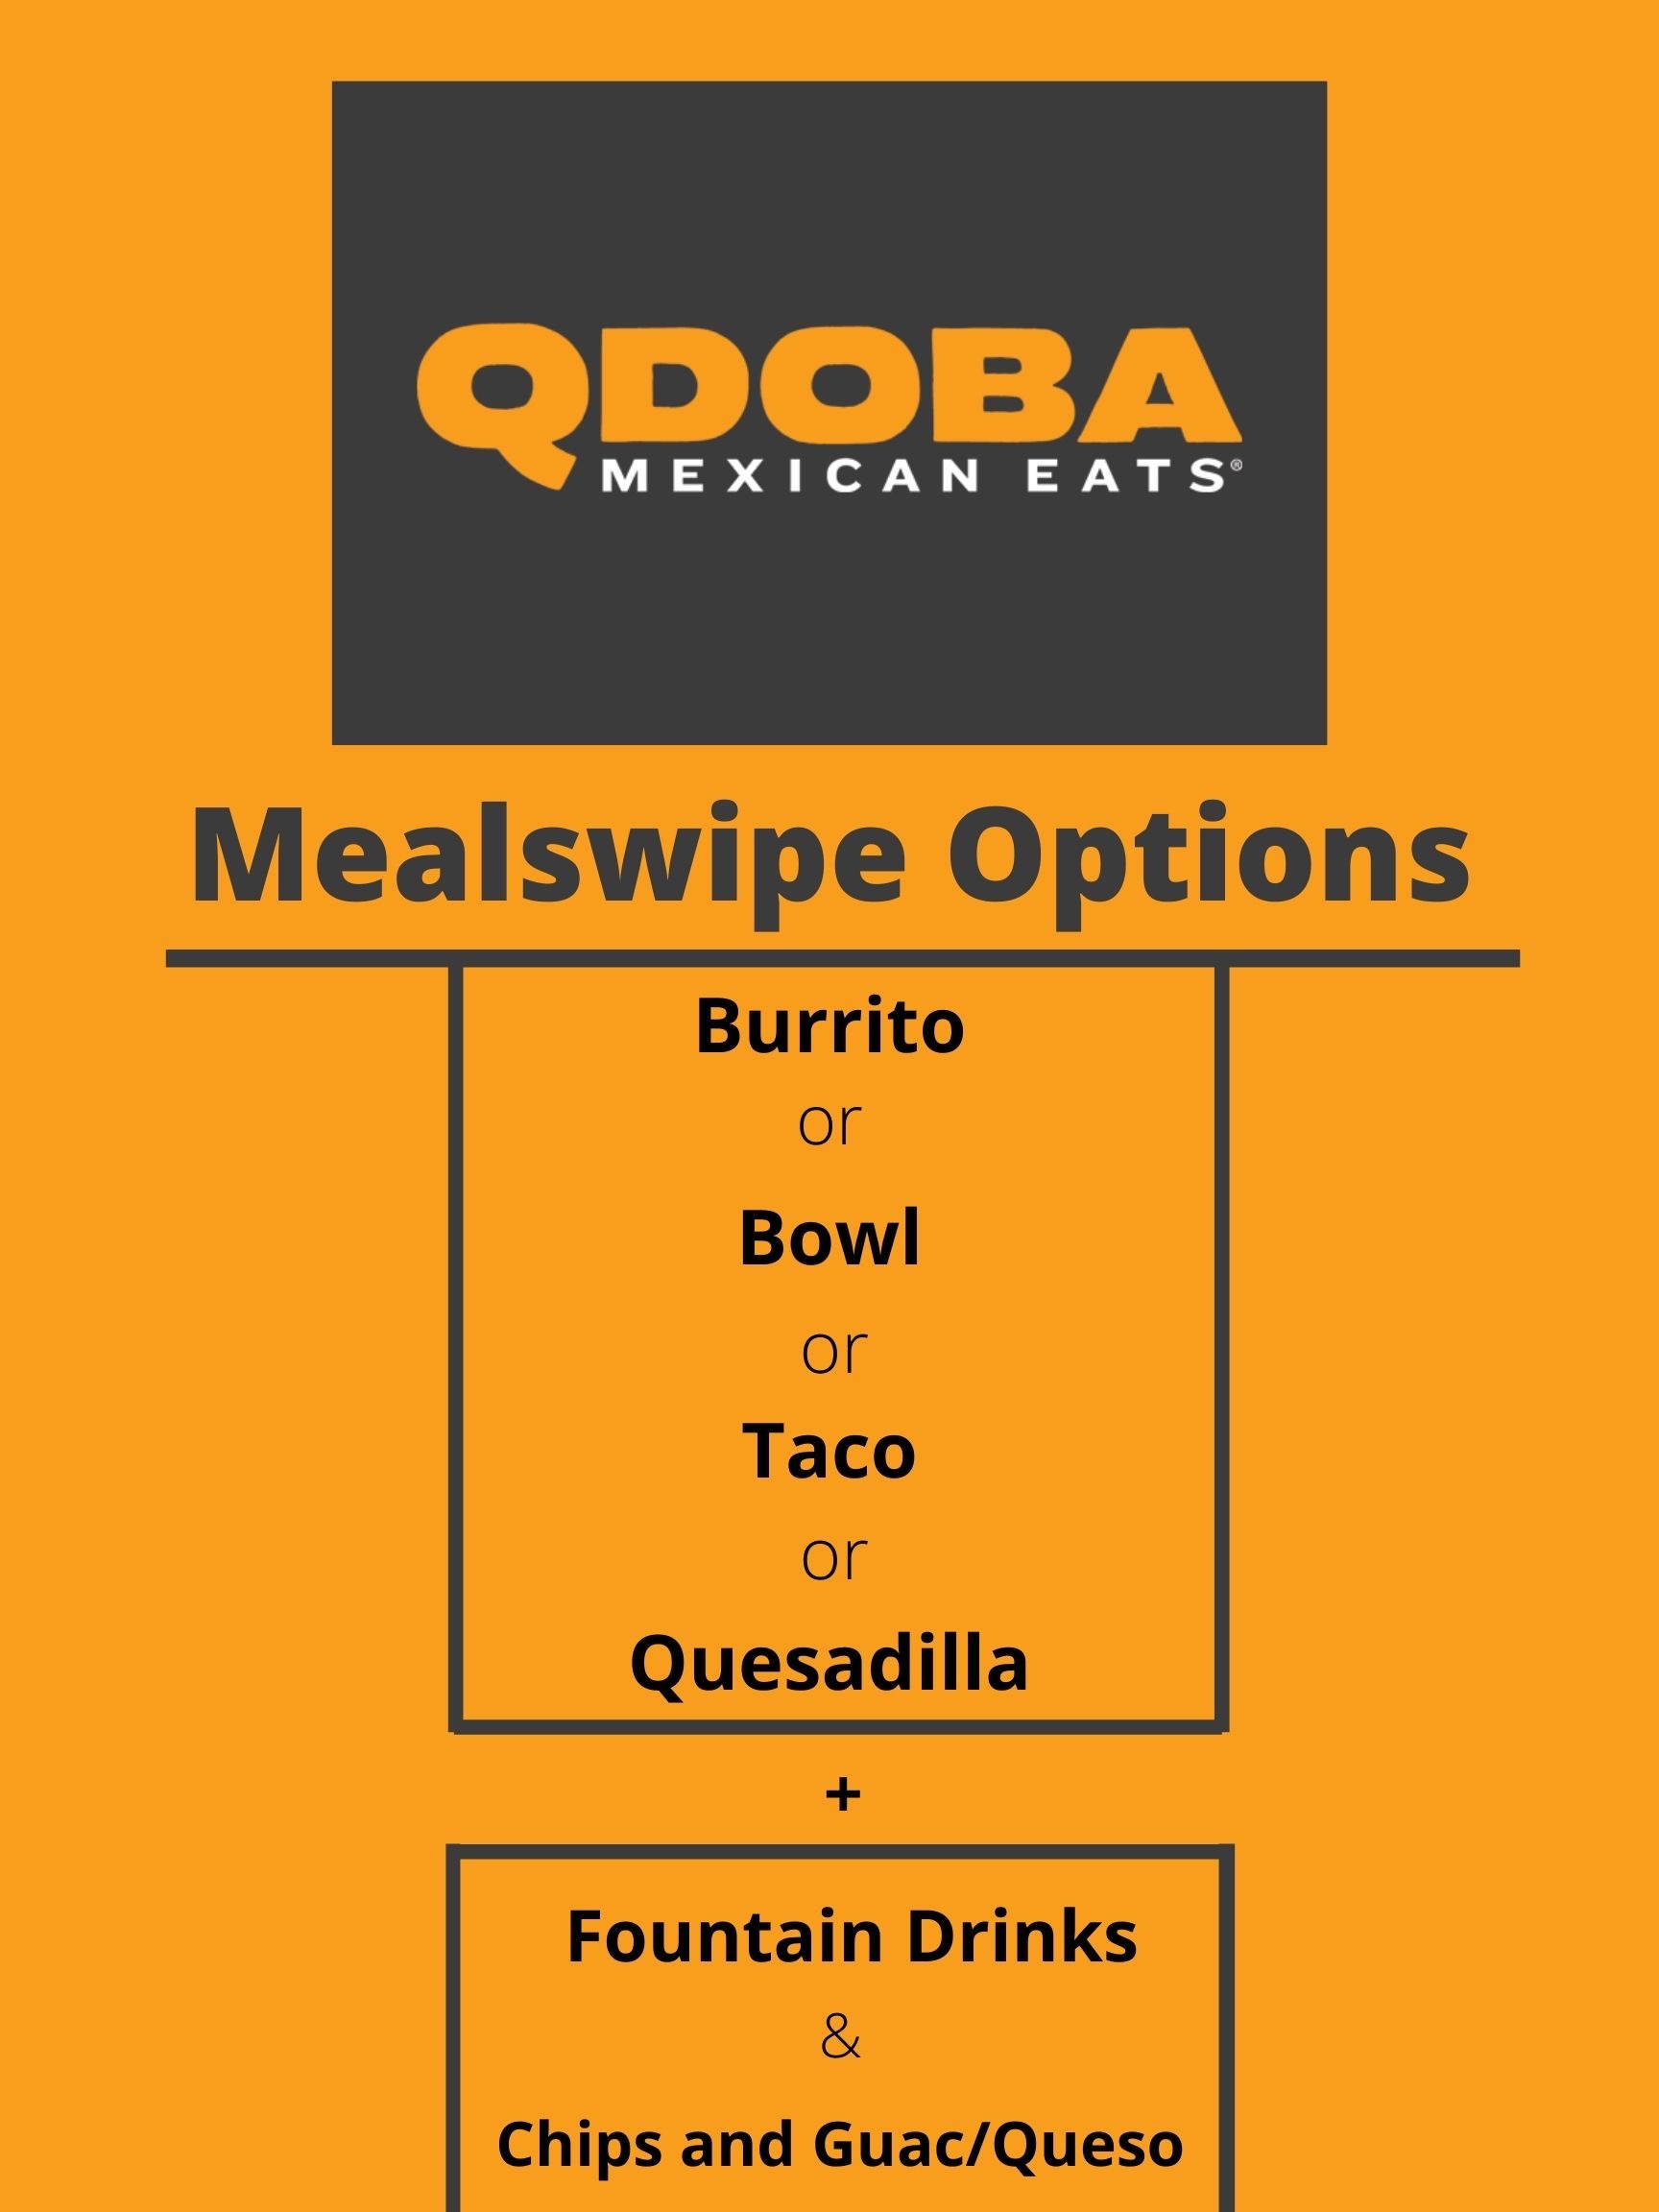 QDOBA
MEXICAN EATS®
Mealswipe Options
Burrito
or
Bowl
or
Taco
or
Quesadilla
+
Fountain Drinks
&
Chips and Guac/Queso